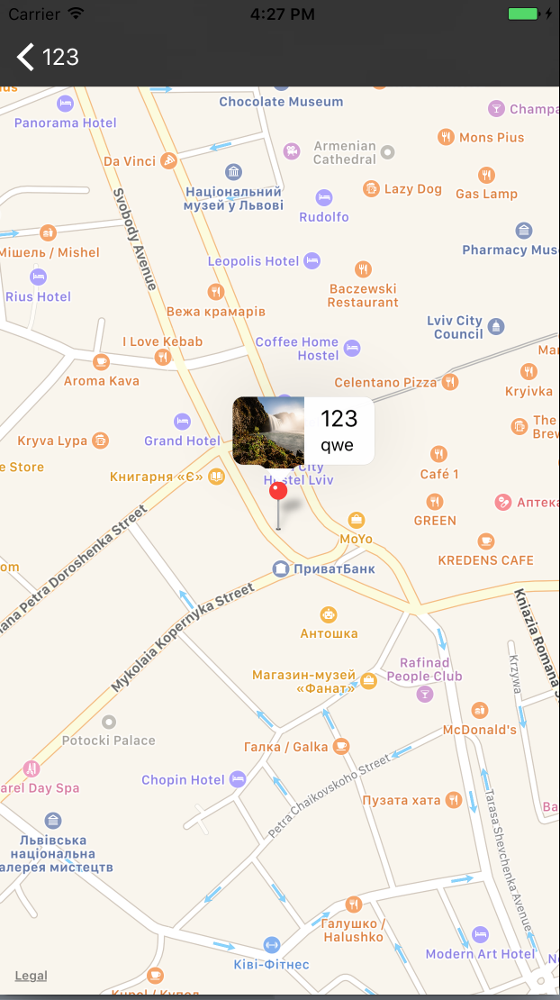 Carrier
4:27 PM
123
Chocolate Museum
Panorama Hotel
Champa
Mons Pius
Armenian
Cathedral
Da Vinci
Національний
музей у Львові
Lazy Dog
Gas Lamp
Rudolfo
Svobody Avenue
Мішель / Mishel
Pharmacy Muse
Leopolis Hotel
Rius Hotel
Baczewski
Restaurant
Вежа крамарів
Lviv City
Council
I Love Kebab
Coffee Home
Hostel
Mar
Aroma Kava
Celentano Pizza
Kryivka
123
qwe
Grand Hotel
The
Brew
Kryva Lypa
e Store
Книгарня «Є»
City
Hostel Lviv
Café 1
GREEN
Аптека
MoYo
KREDENS CAFE
om
ana Petra Doroshenka Street
ПриватБанк
Mykolaia Kopernyka Street
Kniazia Romana S
Антошка
Rafinad
People Club
Krzywa
Магазин-музей
«Фанат»
McDonald's
Potocki Palace
Галка / Galka
Petra Chaikovskoho Street
arel Day Spa
Chopin Hotel
Пузата хата
Tarasa Shevchenka Avenue
Ba
Львівська
національна
алерея мистецтв
Галушко /
Halushko
Modern Art Hotel
No
Ківі-Фітнес
Legal